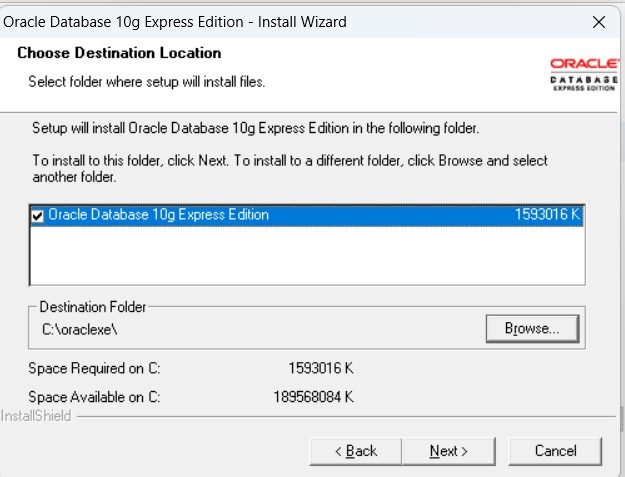 Oracle Database 10g Express Edition - Install Wizard
Choose Destination Location
Select folder where setup will install files.
ORACLE
DATABASE
EXPRESS EDITION
Setup will install Oracle Database 10g Express Edition in the following folder.
To install to this folder, click Next. To install to a different folder, click Browse and select
another folder.
Oracle Database 10g Express Edition 1593016 K
Destination Folder
C:\oraclexe\
Browse...
Space Required on C: 1593016 K
Space Available on C: 189568084 K
InstallShield
< Back
Next >
Cancel